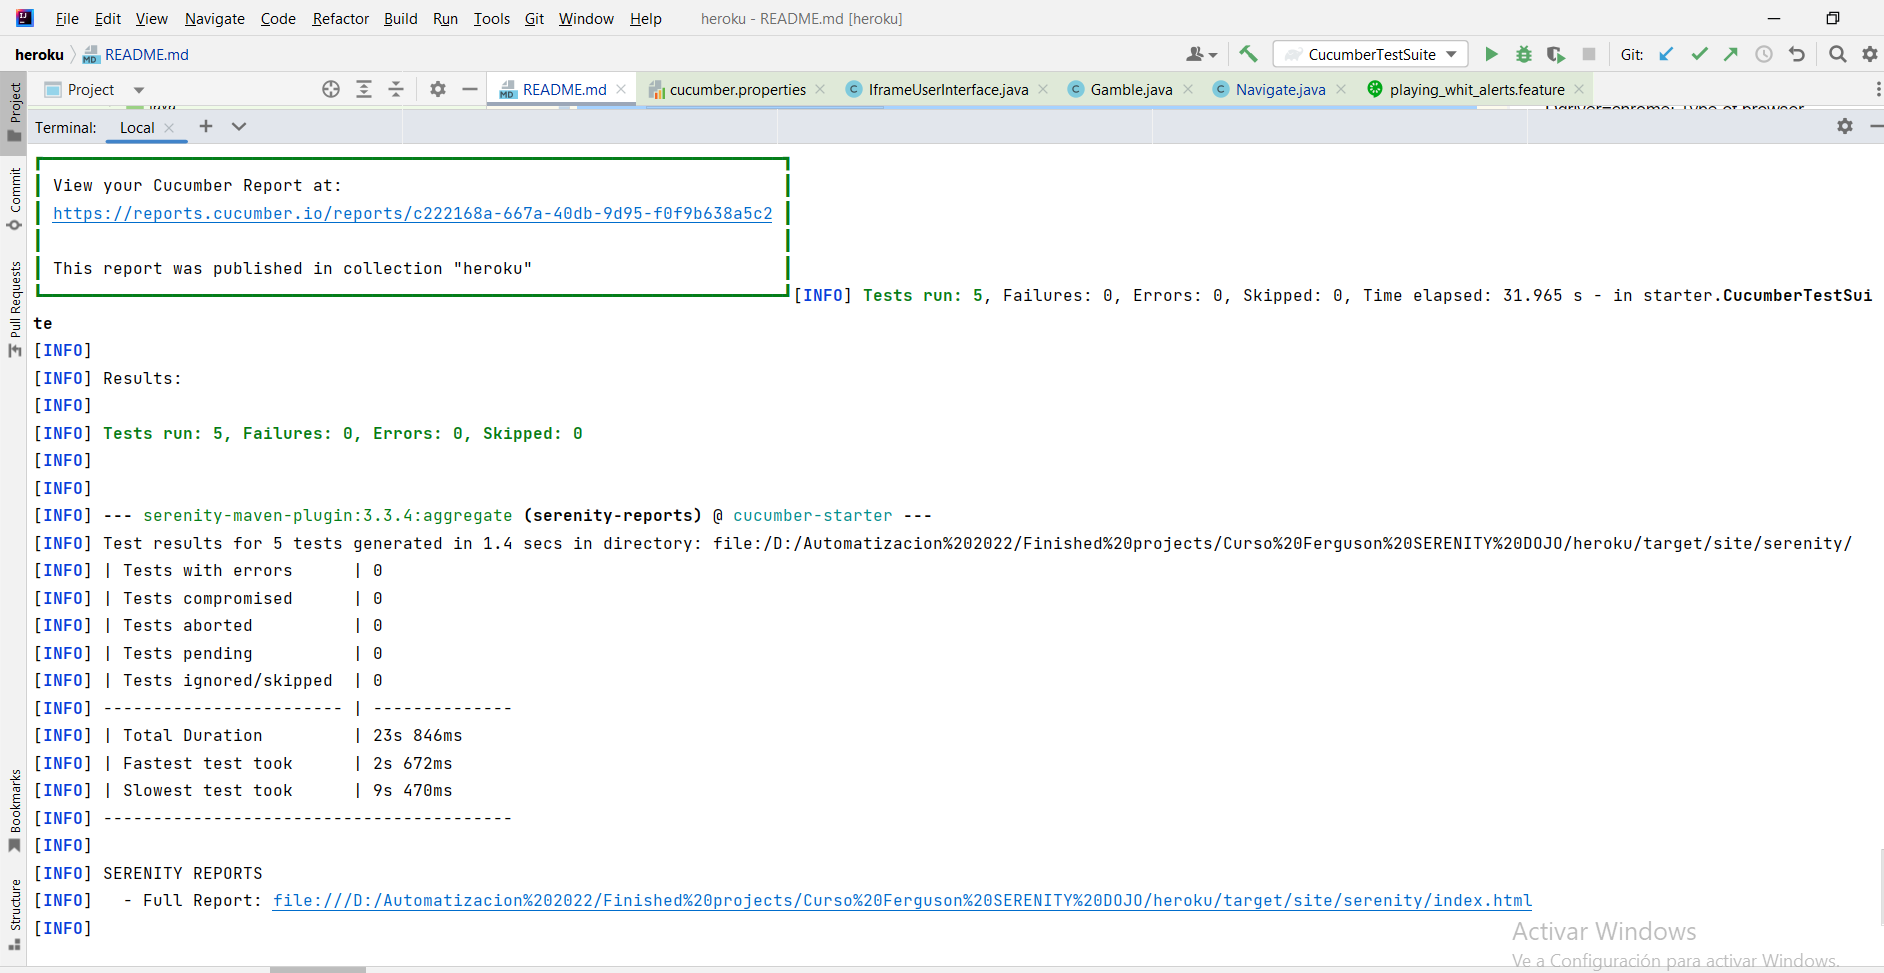 File Edit View Navigate Code Refactor Build Run Tools Git Window Help heroku - README.md [heroku]
heroku README.md CucumberTestSuite Git:
Project README.md cucumber.properties IframeUserInterface.java Gamble.java Navigate.java playing_whit_alerts.feature
java
Terminal: Local
Project
Commit
Pull Requests
Bookmarks
Structure
View your Cucumber Report at:
https://reports.cucumber.io/reports/c222168a-667a-40db-9d95-f0f9b638a5c2
This report was published in collection "heroku"
[INFO] Tests run: 5, Failures: 0, Errors: 0, Skipped: 0, Time elapsed: 31.965 s - in starter.CucumberTestSui
te
[INFO]
[INFO] Results:
[INFO]
[INFO] Tests run: 5, Failures: 0, Errors: 0, Skipped: 0
[INFO]
[INFO]
[INFO] --- serenity-maven-plugin:3.3.4:aggregate (serenity-reports) @ cucumber-starter ---
[INFO] Test results for 5 tests generated in 1.4 secs in directory: file:/D:/Automatizacion%202022/Finished%20projects/Curso%20Ferguson%20SERENITY%20DOJO/heroku/target/site/serenity/
[INFO] | Tests with errors | 0
[INFO] | Tests compromised | 0
[INFO] | Tests aborted | 0
[INFO] | Tests pending | 0
[INFO] | Tests ignored/skipped | 0
[INFO] ------------------------ | --------------
[INFO] | Total Duration | 23s 846ms
[INFO] | Fastest test took | 2s 672ms
[INFO] | Slowest test took | 9s 470ms
[INFO] -----------------------------------------
[INFO]
[INFO] SERENITY REPORTS
[INFO] - Full Report: file:///D:/Automatizacion%202022/Finished%20projects/Curso%20Ferguson%20SERENITY%20DOJO/heroku/target/site/serenity/index.html
[INFO]
Activar Windows
Ve a Configuración para activar Windows.